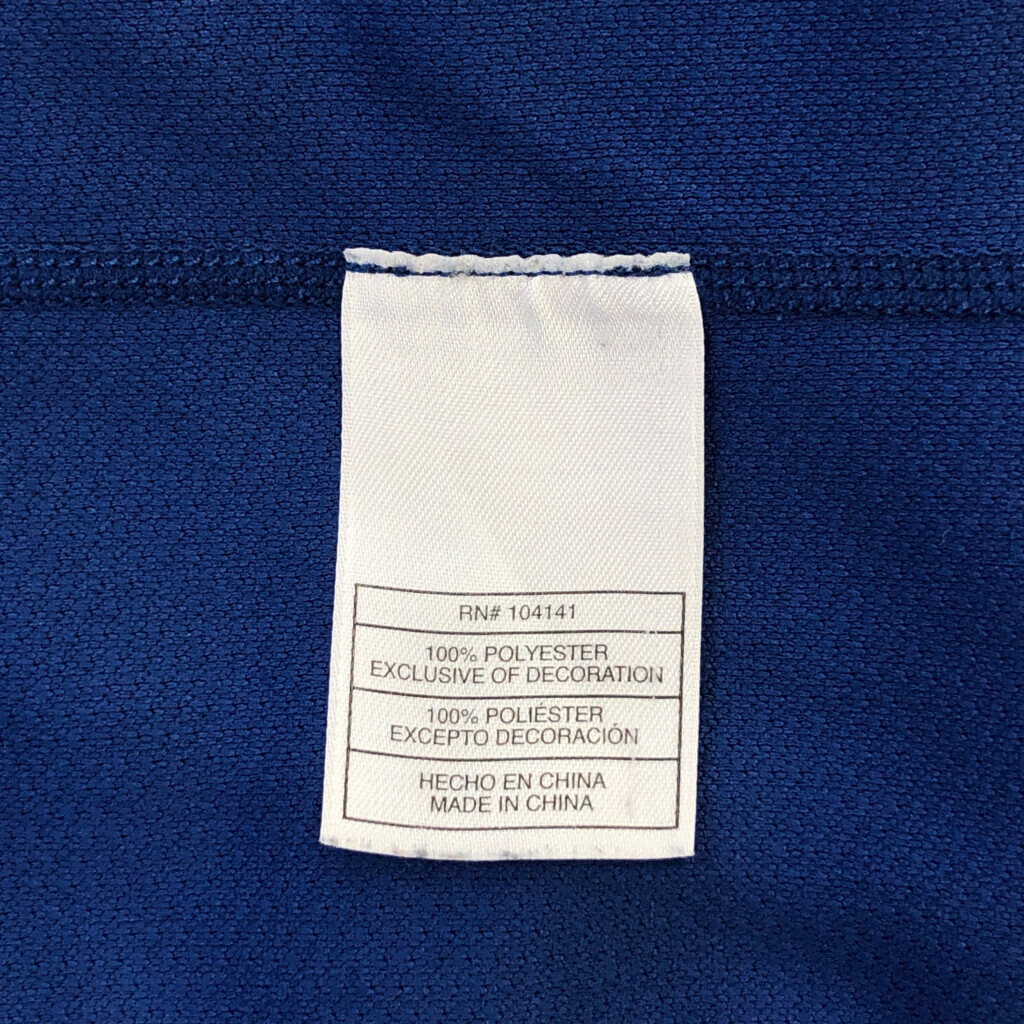 RN# 104141
100% POLYESTER
EXCLUSIVE OF DECORATION
100% POLIÉSTER
EXCEPTO DECORACIÓN
HECHO EN CHINA
MADE IN CHINA